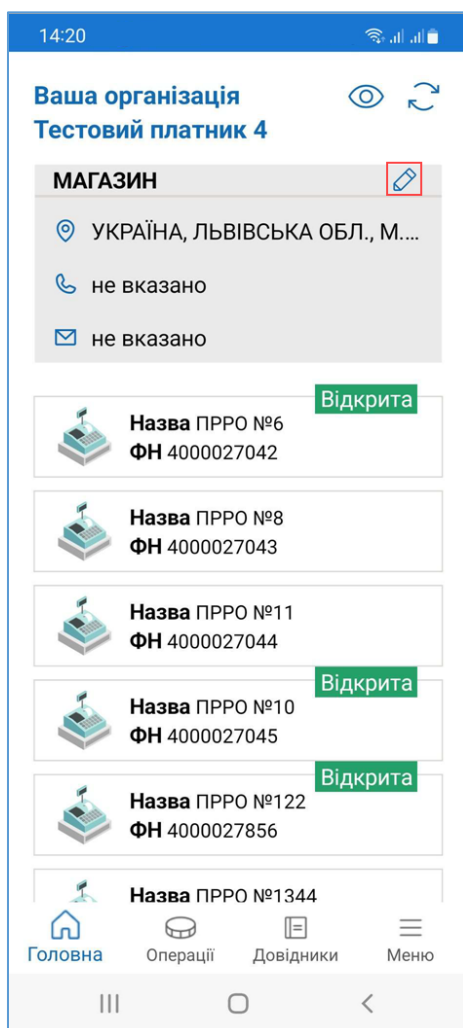 14:20
Ваша організація
Тестовий платник 4
МАГАЗИН
УКРАЇНА, ЛЬВІВСЬКА ОБЛ., М....
не вказано
не вказано
Відкрита
Назва ПРРО №6
ФН 4000027042
Назва ПРРО №8
ФН 4000027043
Назва ПРРО №11
ФН 4000027044
Відкрита
Назва ПРРО №10
ФН 4000027045
Відкрита
Назва ПРРО №122
ФН 4000027856
Назва ПРРО №1344
Головна Операції Довідники Меню